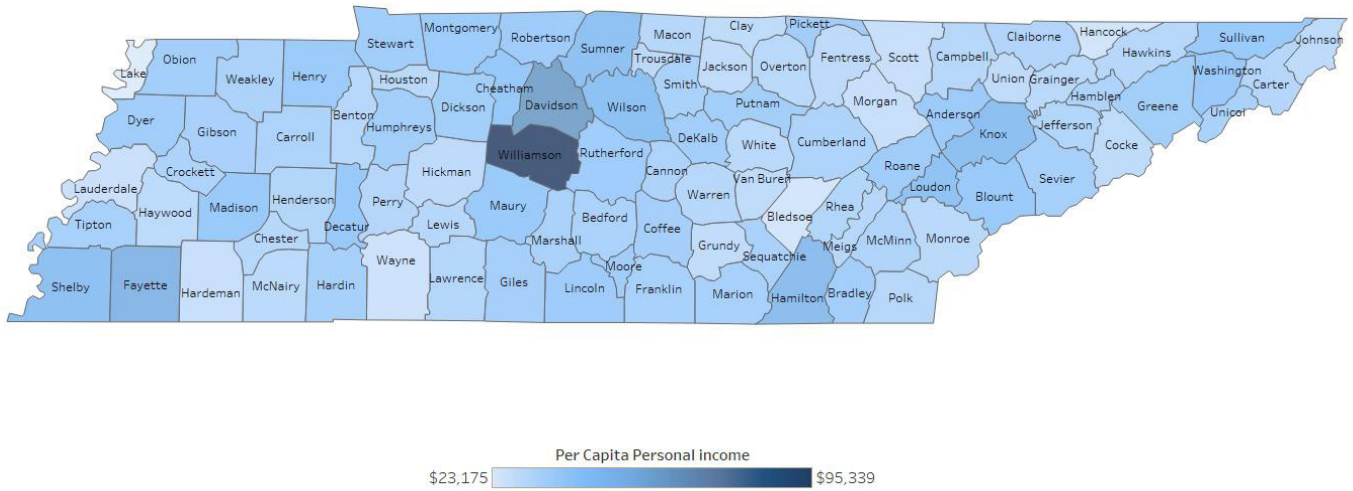 Montgomery
Stewart
Robertson
Sumner
Macon
Clay
Pickett
Claiborne
Hancock
Sullivan
Johnson
Lake
Obion
Weakley
Henry
Houston
Cheatham
Davidson
Wilson
Trousdale
Smith
Jackson
Overton
Fentress
Scott
Campbell
Union
Grainger
Hawkins
Hamblen
Greene
Washington
Carter
Unicoi
Dyer
Gibson
Carroll
Benton
Humphreys
Dickson
Putnam
DeKalb
White
Cumberland
Morgan
Anderson
Knox
Jefferson
Cocke
Crockett
Williamson
Rutherford
Cannon
Van Buren
Roane
Loudon
Blount
Sevier
Lauderdale
Tipton
Haywood
Madison
Henderson
Decatur
Perry
Hickman
Lewis
Maury
Bedford
Marshall
Coffee
Warren
Grundy
Bledsoe
Rhea
Meigs
McMinn
Monroe
Sequatchie
Shelby
Fayette
Hardeman
Chester
McNairy
Hardin
Wayne
Lawrence
Giles
Lincoln
Moore
Franklin
Marion
Hamilton
Bradley
Polk
Per Capita Personal income
$23,175 $95,339